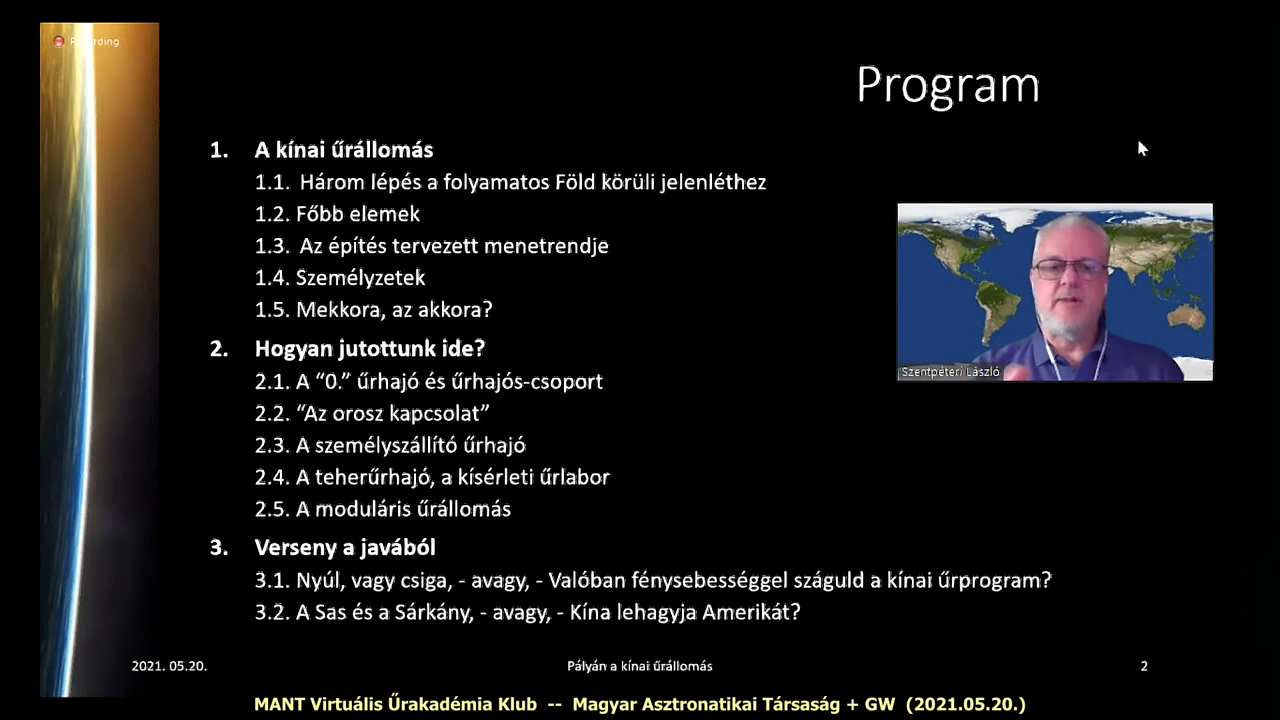 Recording
Program
1. A kínai űrállomás
1.1. Három lépés a folyamatos Föld körüli jelenléthez
1.2. Főbb elemek
1.3. Az építés tervezett menetrendje
1.4. Személyzetek
1.5. Mekkora, az akkora?
2. Hogyan jutottunk ide?
2.1. A “0.” űrhajó és űrhajós-csoport
2.2. “Az orosz kapcsolat”
2.3. A személyszállító űrhajó
2.4. A teherűrhajó, a kísérleti űrlabor
2.5. A moduláris űrállomás
3. Verseny a javából
3.1. Nyúl, vagy csiga, - avagy, - Valóban fénysebességgel száguld a kínai űrprogram?
3.2. A Sas és a Sárkány, - avagy, - Kína lehagyja Amerikát?
Szentpéteri László
2021. 05.20.
Pályán a kínai űrállomás
2
MANT Virtuális Űrakadémia Klub -- Magyar Asztronatikai Társaság + GW (2021.05.20.)